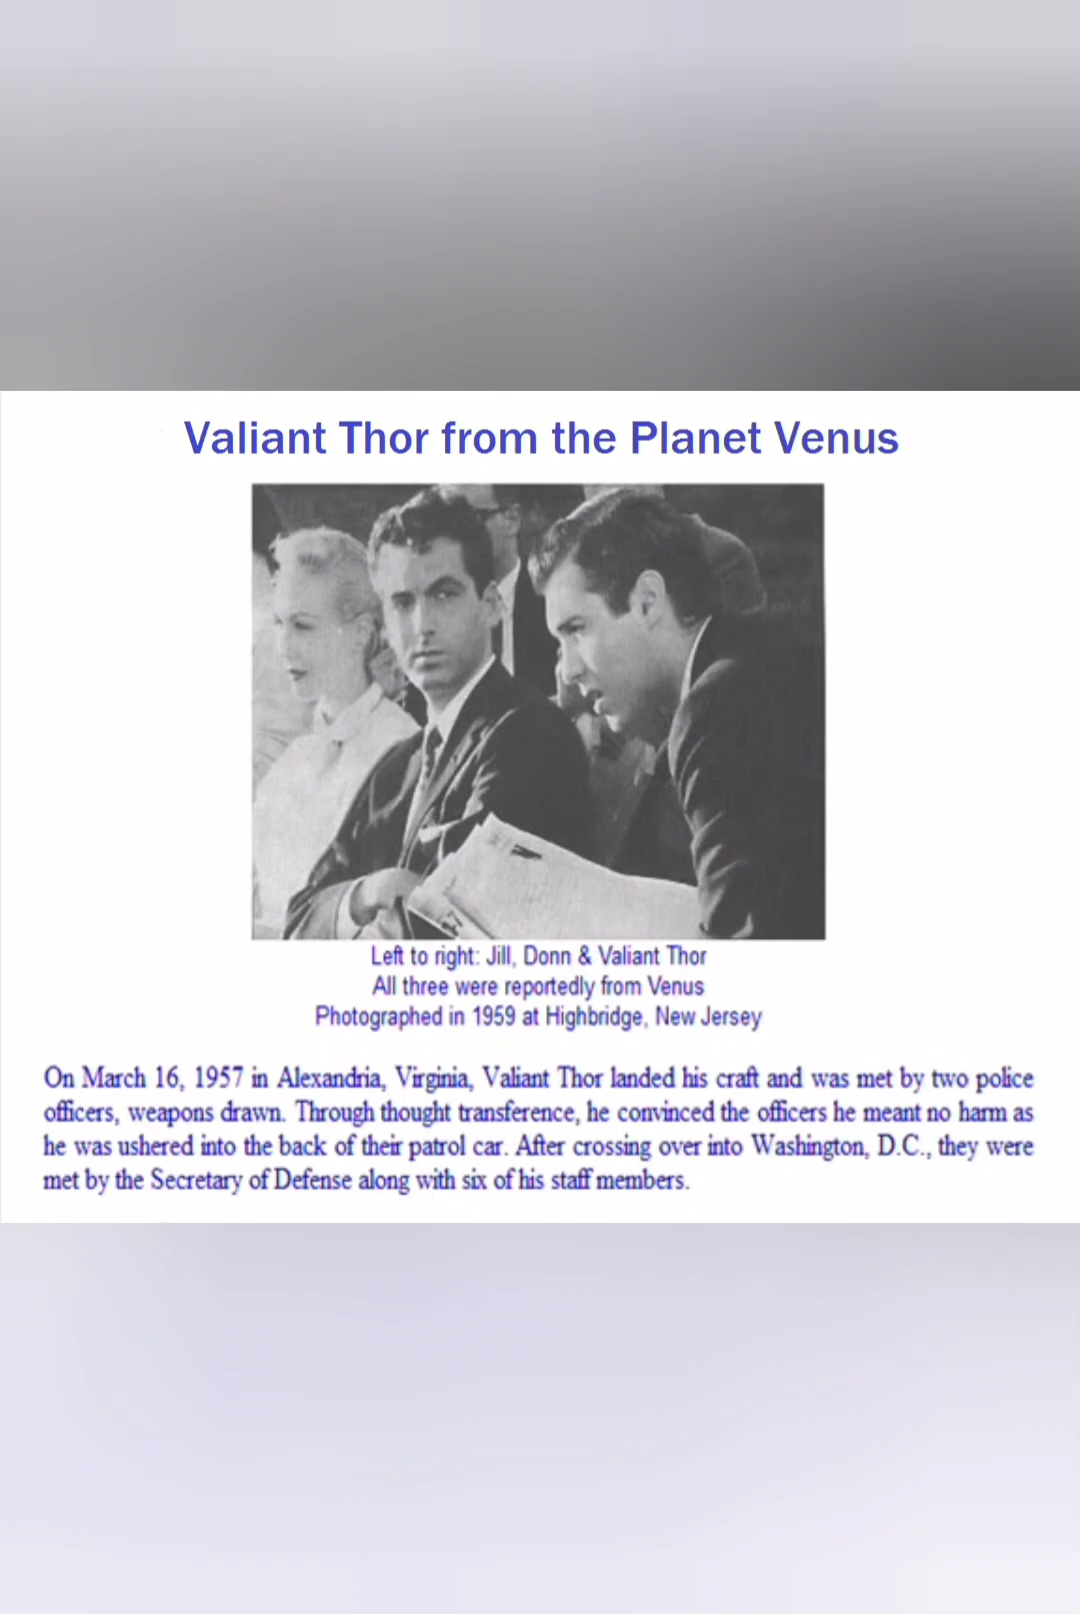 Valiant Thor from the Planet Venus
Left to right: Jill, Donn & Valiant Thor
All three were reportedly from Venus
Photographed in 1959 at Highbridge, New Jersey
On March 16, 1957 in Alexandria, Virginia, Valiant Thor landed his craft and was met by two police
officers, weapons drawn. Through thought transference, he convinced the officers he meant no harm as
he was ushered into the back of their patrol car. After crossing over into Washington, D.C., they were
met by the Secretary of Defense along with six of his staff members.